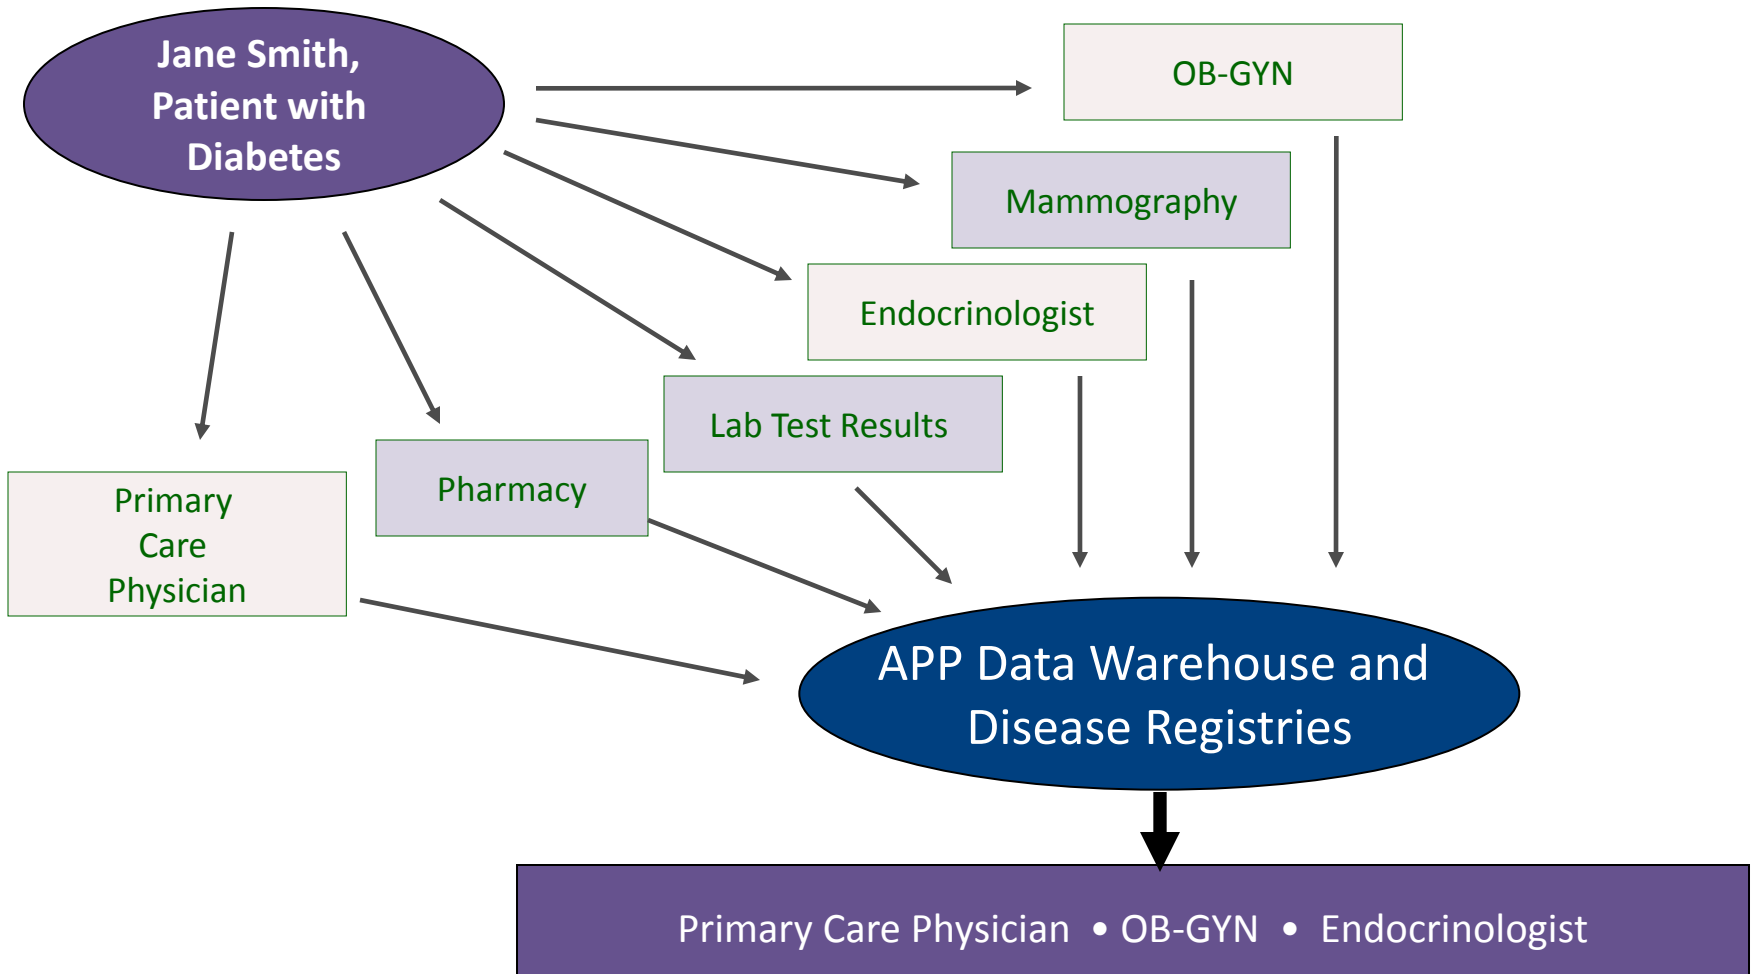 Jane Smith,
Patient with
Diabetes
OB-GYN
Mammography
Endocrinologist
Lab Test Results
Pharmacy
Primary
Care
Physician
APP Data Warehouse and
Disease Registries
Primary Care Physician • OB-GYN • Endocrinologist